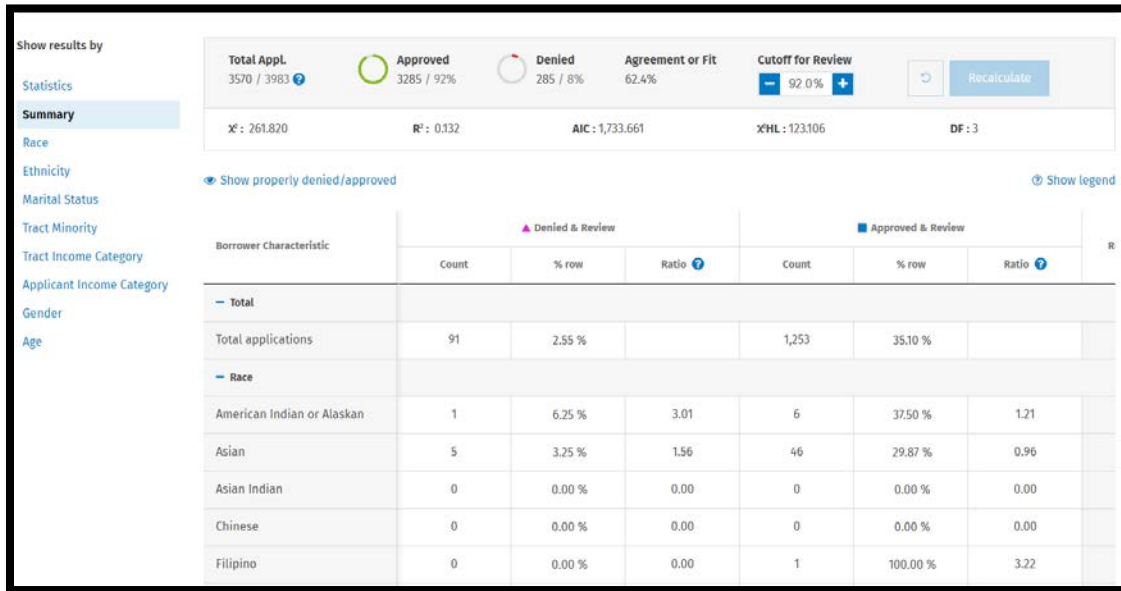 Show results by
Statistics
Summary
Race
Ethnicity
Marital Status
Tract Minority
Tract Income Category
Applicant Income Category
Gender
Age
Total Appl.
3570 / 3983 ?
Approved
3285 / 92%
Denied
285 / 8%
Agreement or Fit
62.4%
Cutoff for Review
− 92.0% +
Recalculate
X² : 261.820 R² : 0.132 AIC : 1,733.661 X²HL : 123.106 DF : 3
Show properly denied/approved
? Show legend
Borrower Characteristic
Denied & Review
Approved & Review
R
Count % row Ratio ? Count % row Ratio ?
− Total
Total applications 91 2.55 % 1,253 35.10 %
− Race
American Indian or Alaskan 1 6.25 % 3.01 6 37.50 % 1.21
Asian 5 3.25 % 1.56 46 29.87 % 0.96
Asian Indian 0 0.00 % 0.00 0 0.00 % 0.00
Chinese 0 0.00 % 0.00 0 0.00 % 0.00
Filipino 0 0.00 % 0.00 1 100.00 % 3.22